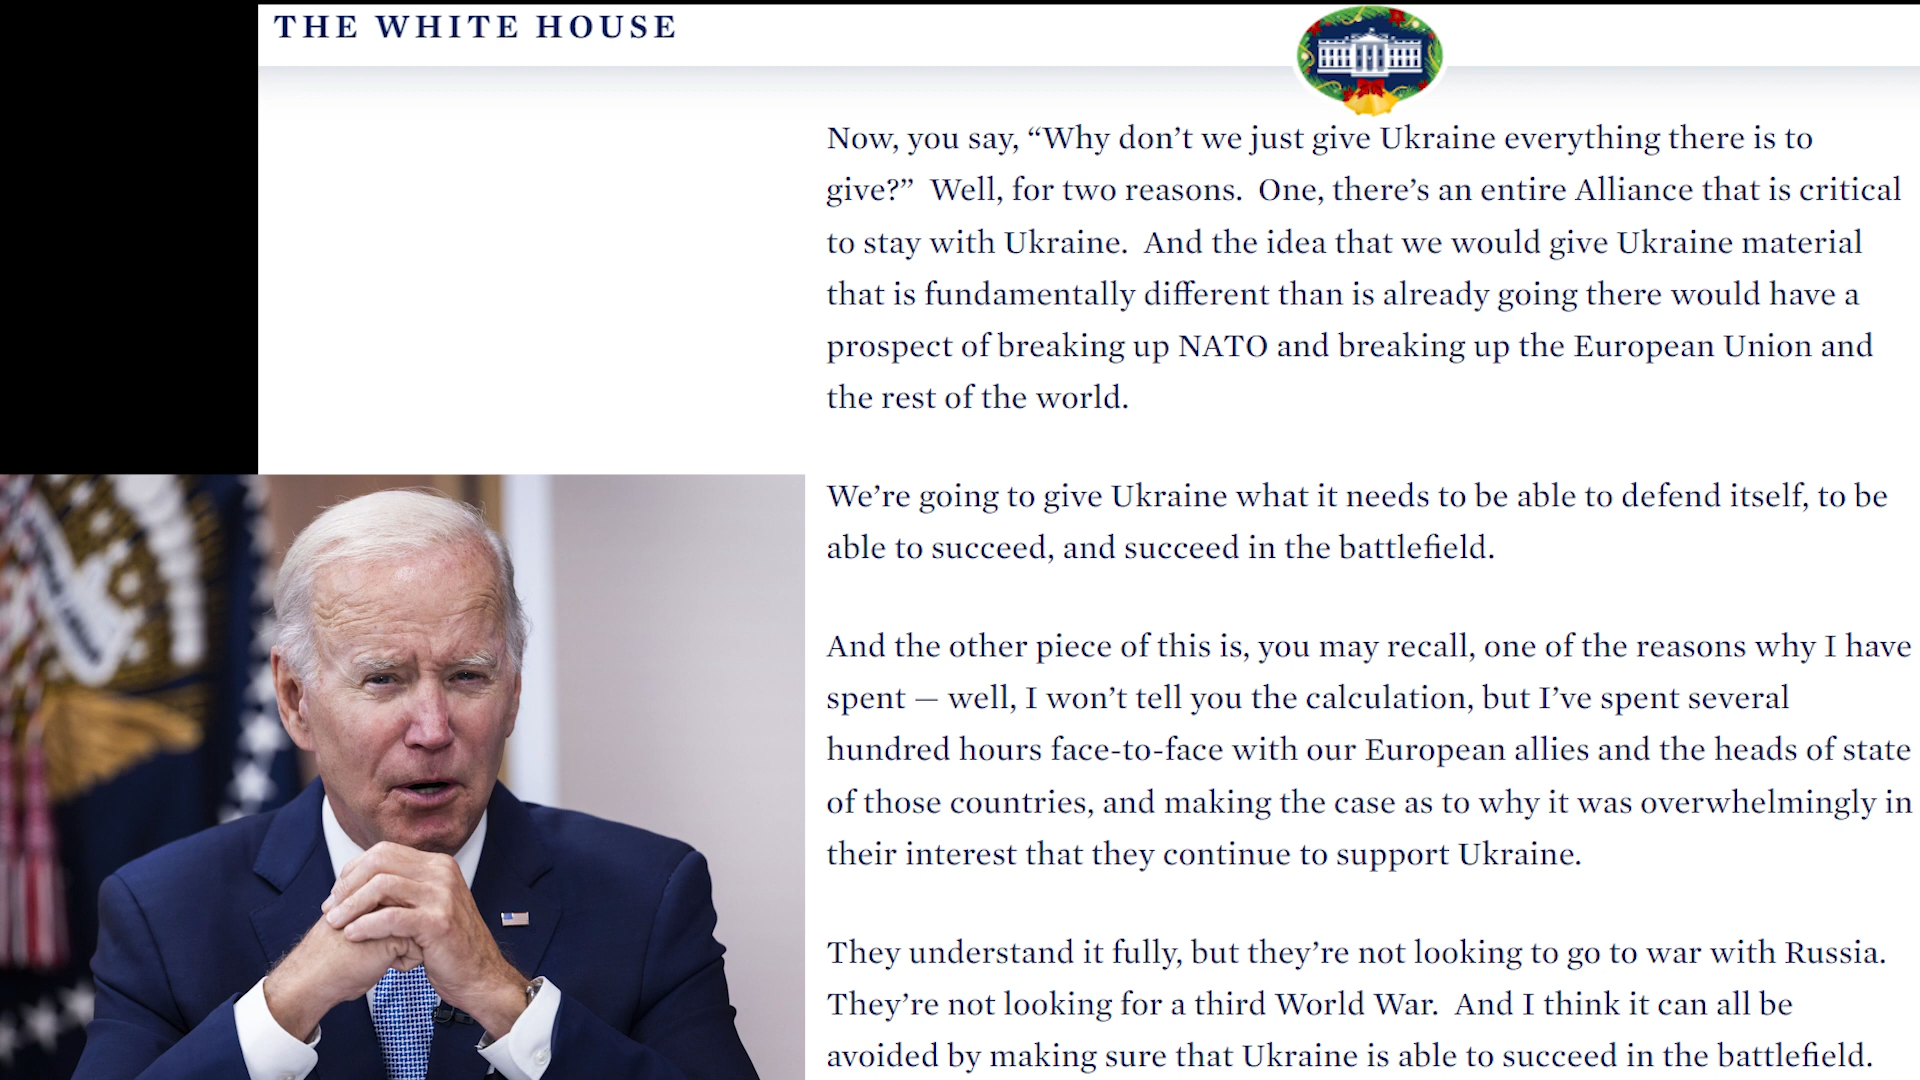 THE WHITE HOUSE
Now, you say, “Why don’t we just give Ukraine everything there is to
give?”  Well, for two reasons.  One, there’s an entire Alliance that is critical
to stay with Ukraine.  And the idea that we would give Ukraine material
that is fundamentally different than is already going there would have a
prospect of breaking up NATO and breaking up the European Union and
the rest of the world.
We’re going to give Ukraine what it needs to be able to defend itself, to be
able to succeed, and succeed in the battlefield.
And the other piece of this is, you may recall, one of the reasons why I have
spent — well, I won’t tell you the calculation, but I’ve spent several
hundred hours face-to-face with our European allies and the heads of state
of those countries, and making the case as to why it was overwhelmingly in
their interest that they continue to support Ukraine.
They understand it fully, but they’re not looking to go to war with Russia.
They’re not looking for a third World War.  And I think it can all be
avoided by making sure that Ukraine is able to succeed in the battlefield.